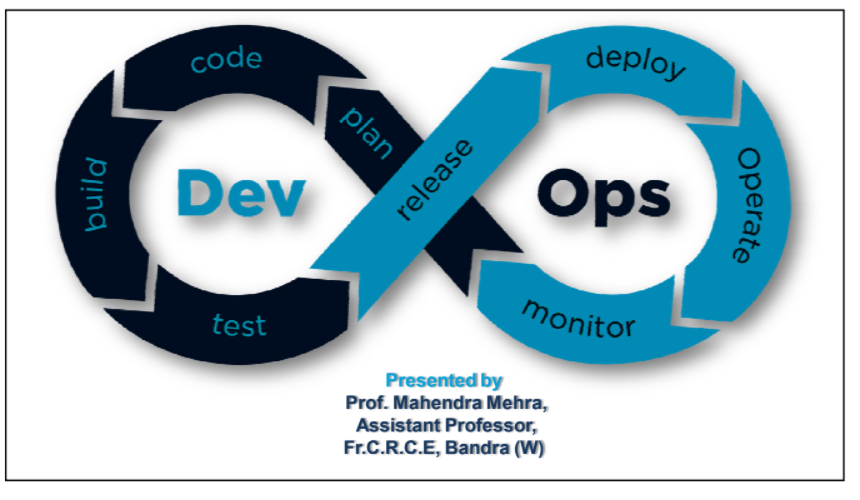 code
deploy
plan
release
build
Dev
Ops
Operate
test
monitor
Presented by
Prof. Mahendra Mehra,
Assistant Professor,
Fr.C.R.C.E, Bandra (W)